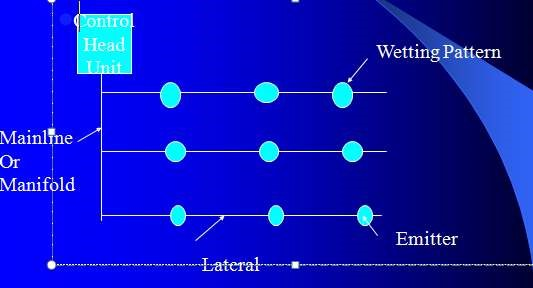 Control
Head
Unit
Wetting Pattern
Mainline
Or
Manifold
Emitter
Lateral